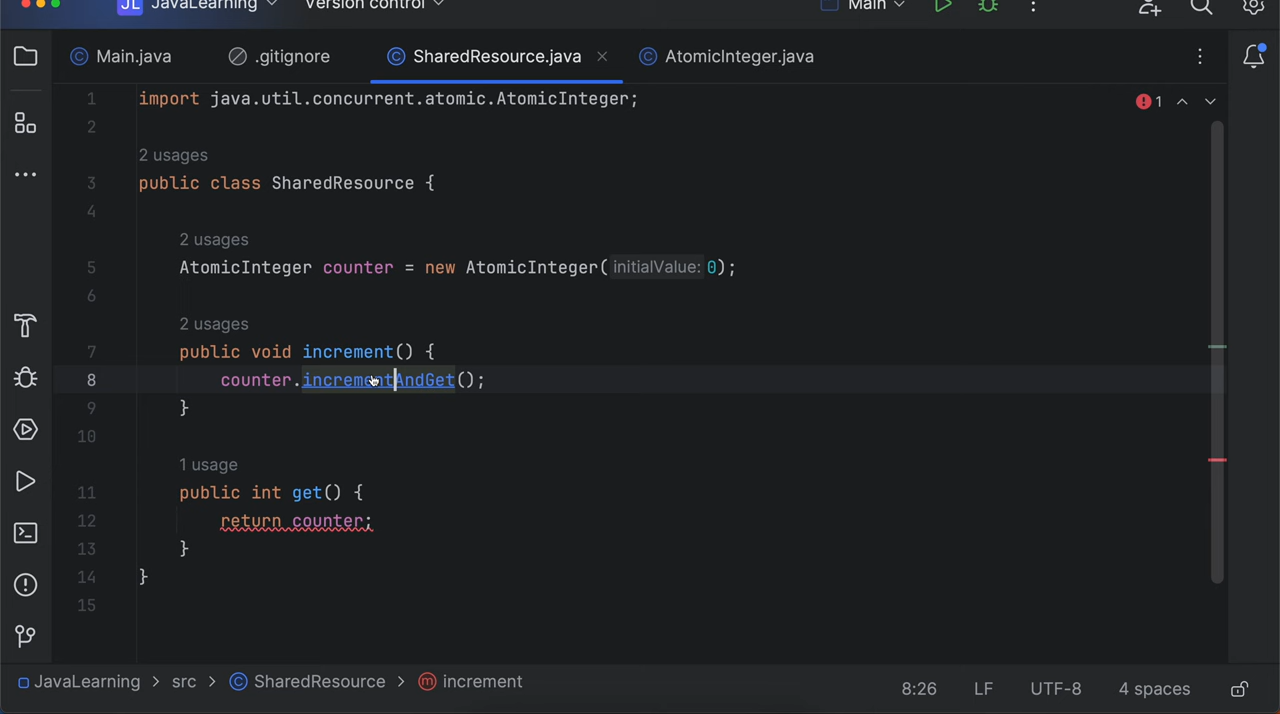 JL JavaLearning Version control Main
Main.java .gitignore SharedResource.java AtomicInteger.java
1 import java.util.concurrent.atomic.AtomicInteger; 1
2
2 usages
3 public class SharedResource {
4
2 usages
5 AtomicInteger counter = new AtomicInteger( initialValue: 0);
6
2 usages
7 public void increment() {
8 counter.incrementAndGet();
9 }
10
1 usage
11 public int get() {
12 return counter;
13 }
14 }
15
JavaLearning > src > SharedResource > increment 8:26 LF UTF-8 4 spaces